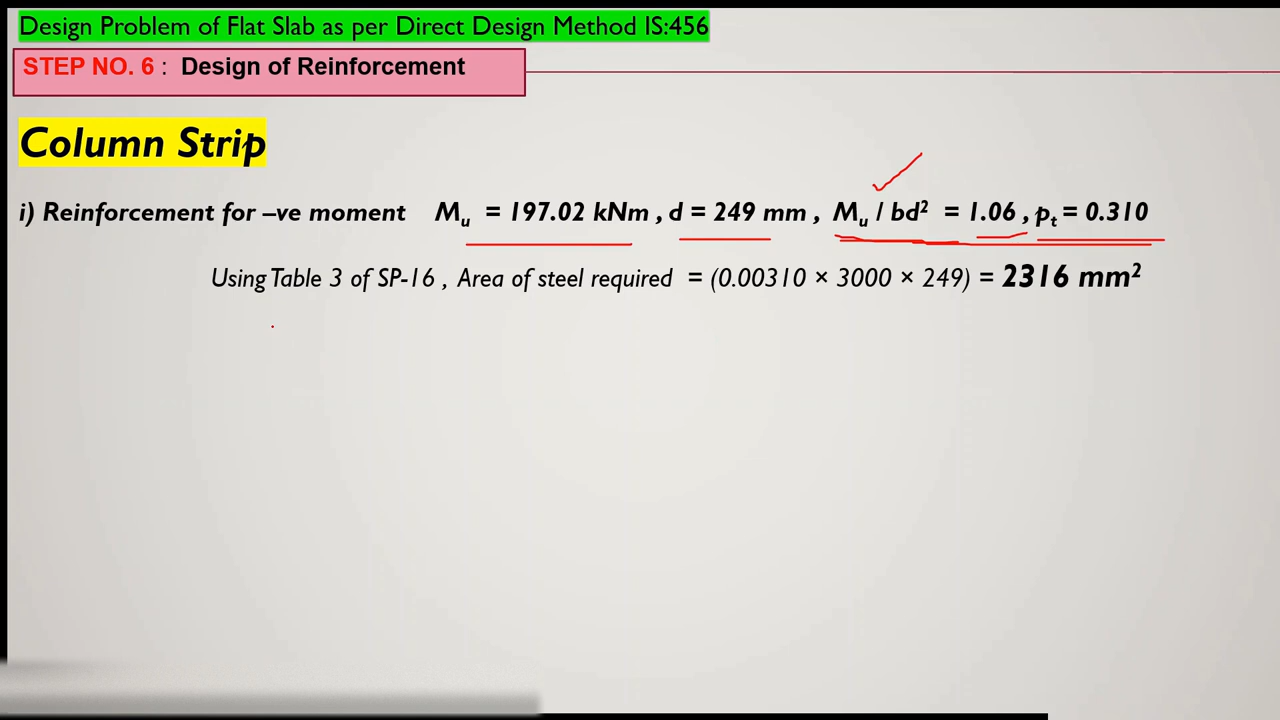 Design Problem of Flat Slab as per Direct Design Method IS:456
STEP NO. 6 : Design of Reinforcement
Column Strip
i) Reinforcement for –ve moment Mu = 197.02 kNm , d = 249 mm , Mu / bd² = 1.06 , pt = 0.310
Using Table 3 of SP-16 , Area of steel required = (0.00310 × 3000 × 249) = 2316 mm²